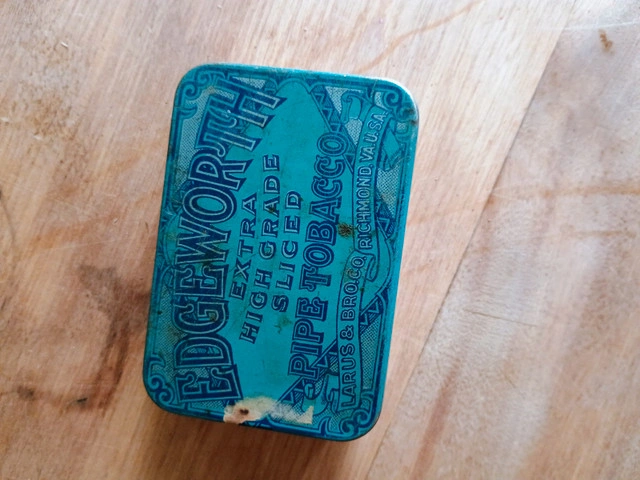 EDGEWORTH
EXTRA
HIGH GRADE
SLICED
PIPE TOBACCO
LARUS & BRO.CO. RICHMOND, VA. U.S.A.